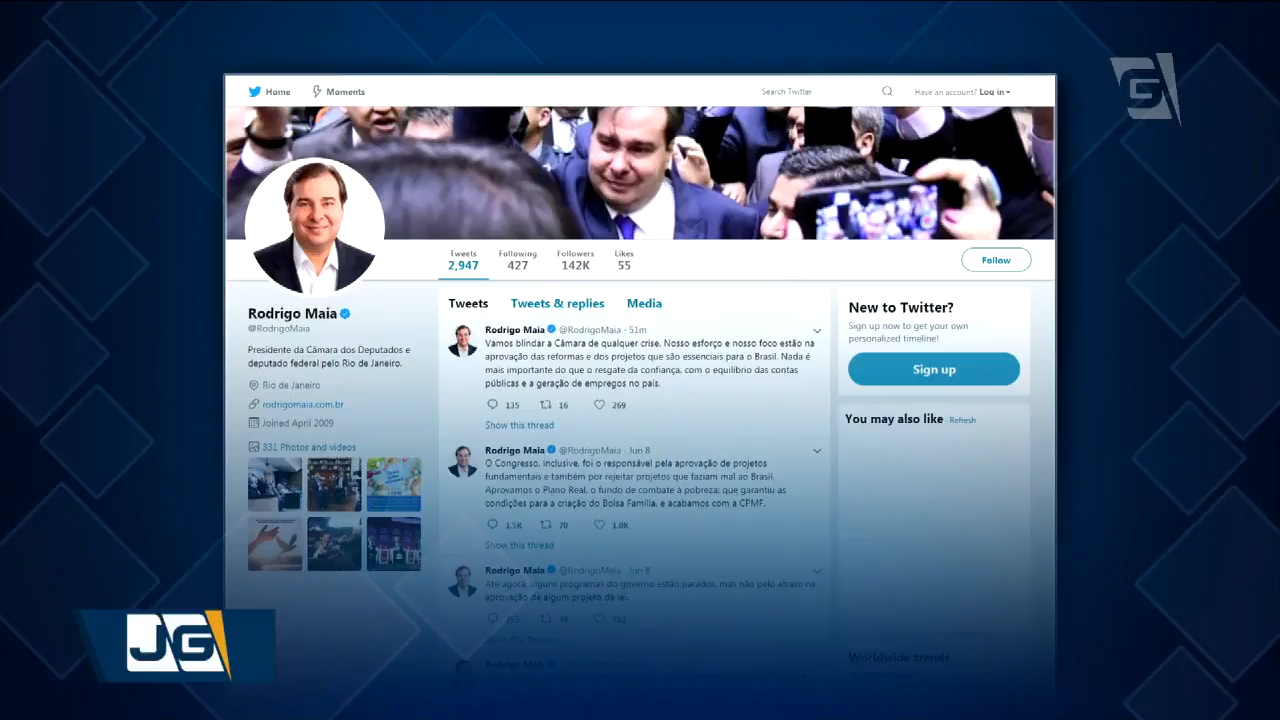 Home
Moments
Search Twitter
Have an account? Log in
Tweets
2,947
Following
427
Followers
142K
Likes
55
Follow
Rodrigo Maia
@RodrigoMaia
Presidente da Câmara dos Deputados e
deputado federal pelo Rio de Janeiro.
Rio de Janeiro
rodrigomaia.com.br
Joined April 2009
331 Photos and videos
Tweets
Tweets & replies
Media
Rodrigo Maia @RodrigoMaia · 51m
Vamos blindar a Câmara de qualquer crise. Nosso esforço e nosso foco estão na
aprovação das reformas e dos projetos que são essenciais para o Brasil. Nada é
mais importante do que o resgate da confiança, com o equilíbrio das contas
públicas e a geração de empregos no país.
135 16 269
Show this thread
Rodrigo Maia @RodrigoMaia · Jun 8
O Congresso, inclusive, foi o responsável pela aprovação de projetos
fundamentais e também por rejeitar projetos que faziam mal ao Brasil.
Aprovamos o Plano Real, o fundo de combate à pobreza; que garantiu as
condições para a criação do Bolsa Família, e acabamos com a CPMF.
1.5K 70 1.0K
Show this thread
Rodrigo Maia @RodrigoMaia · Jun 8
Até agora, alguns programas do governo estão parados, mas não pelo atraso na
aprovação de algum projeto de lei.
Show this thread
Rodrigo Maia
New to Twitter?
Sign up now to get your own
personalized timeline!
Sign up
You may also like · Refresh
Worldwide trends
G
JG